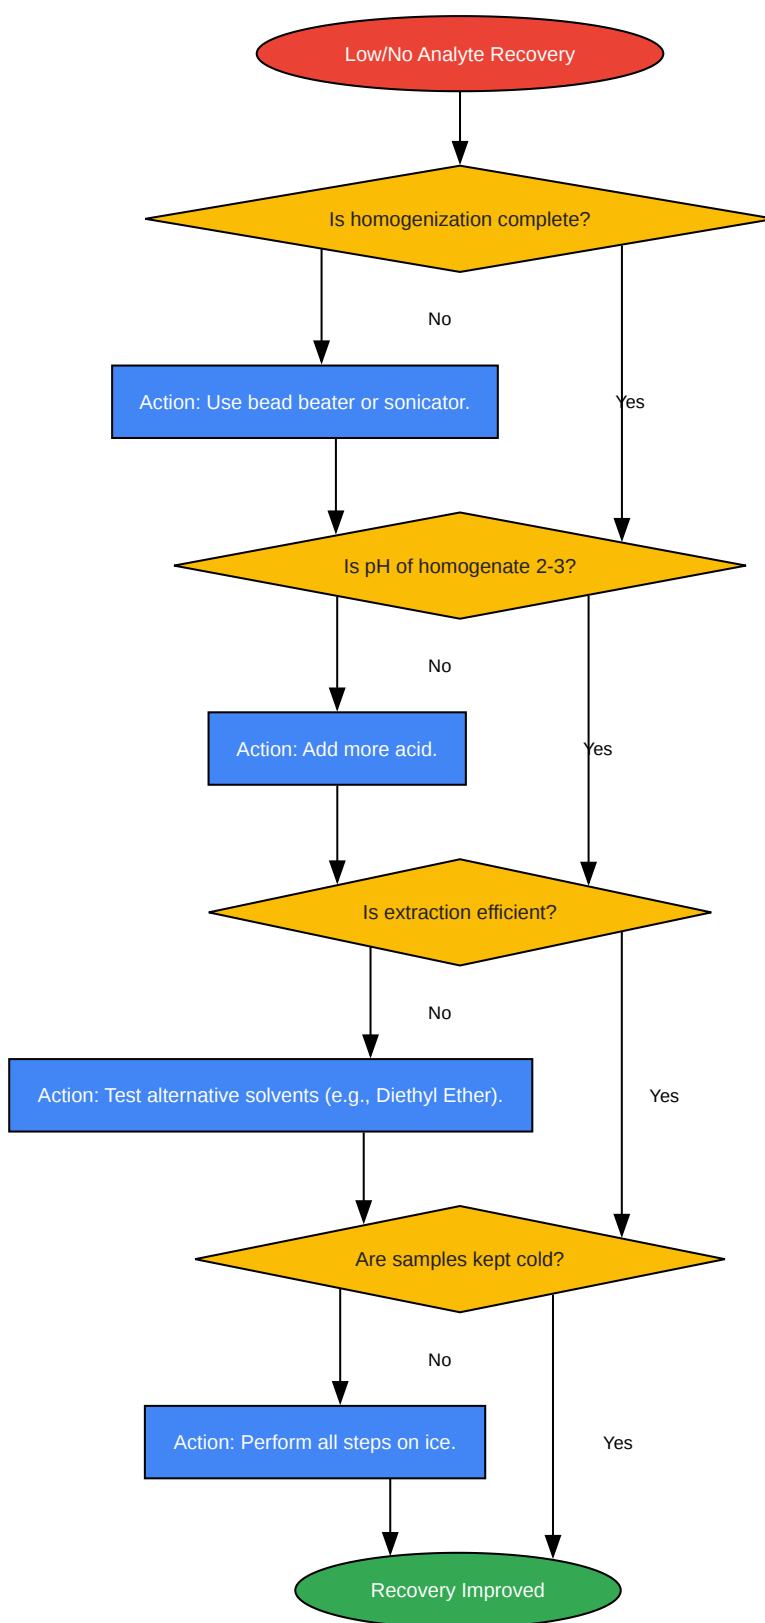 Low/No Analyte Recovery
Is homogenization complete?
No
Action: Use bead beater or sonicator.
Yes
Is pH of homogenate 2-3?
No
Action: Add more acid.
Yes
Is extraction efficient?
No
Action: Test alternative solvents (e.g., Diethyl Ether).
Yes
Are samples kept cold?
No
Action: Perform all steps on ice.
Yes
Recovery Improved